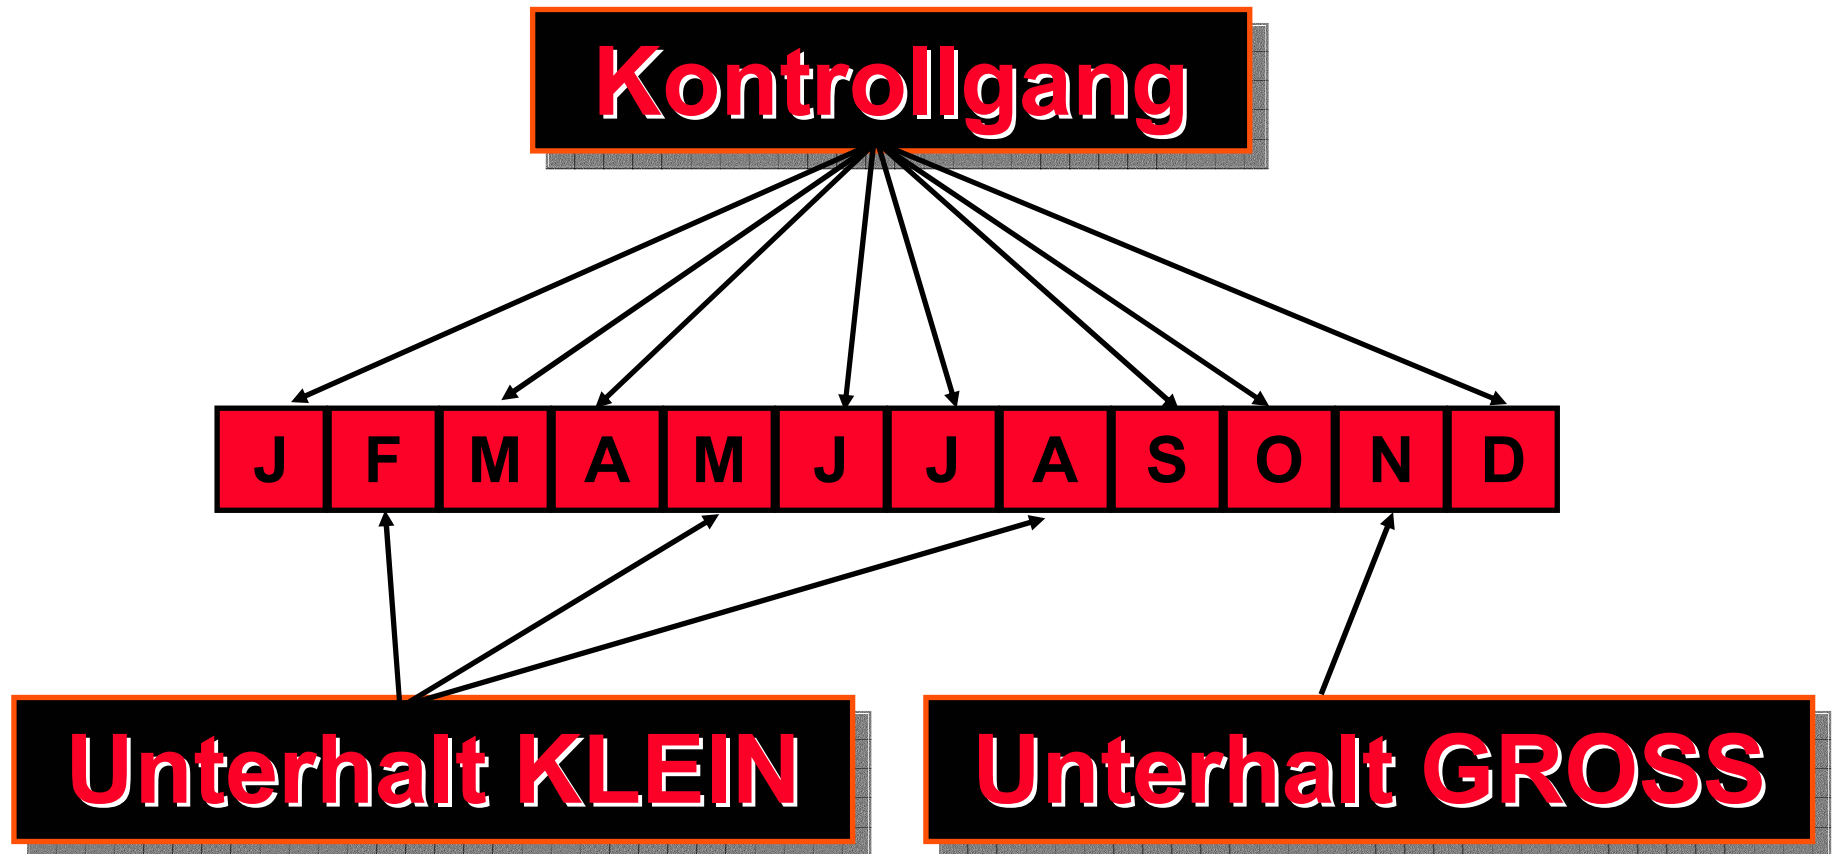 Kontrollgang
J F M A M J J A S O N D
Unterhalt KLEIN
Unterhalt GROSS